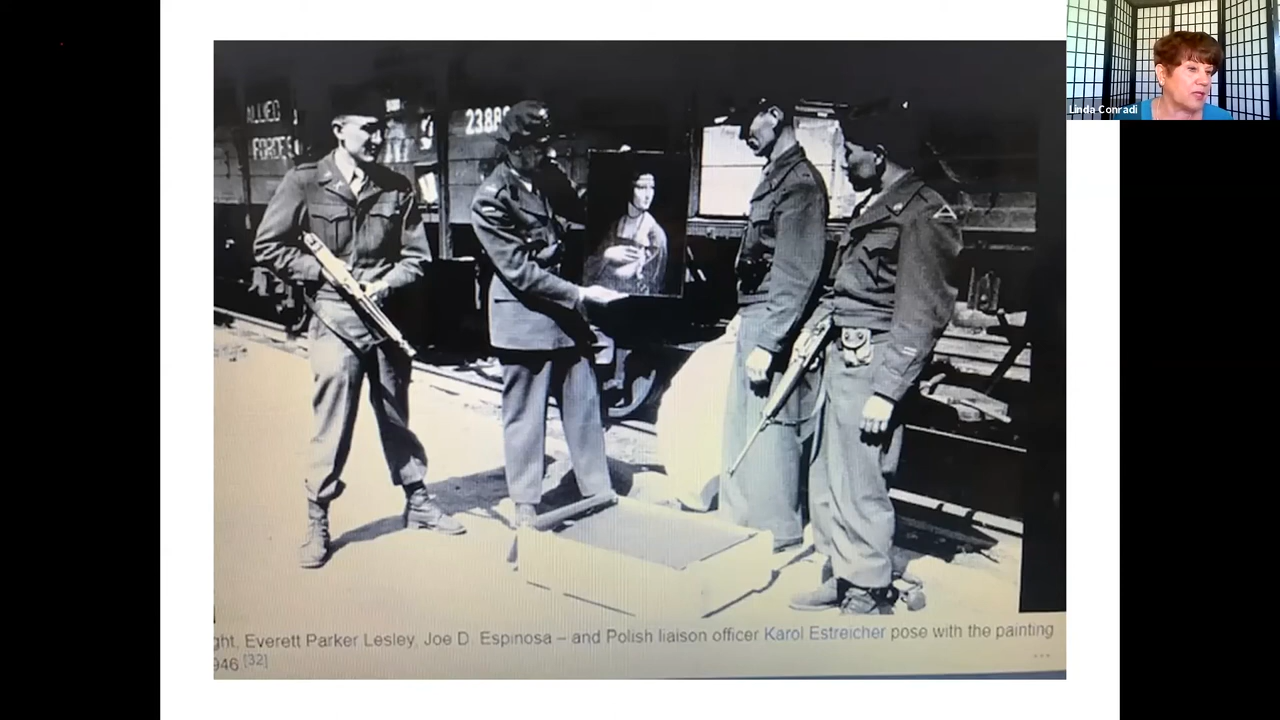 Linda Conradi
ALLIED
FORCES
2388
ght, Everett Parker Lesley, Joe D. Espinosa – and Polish liaison officer Karol Estreicher pose with the painting
946.[32]